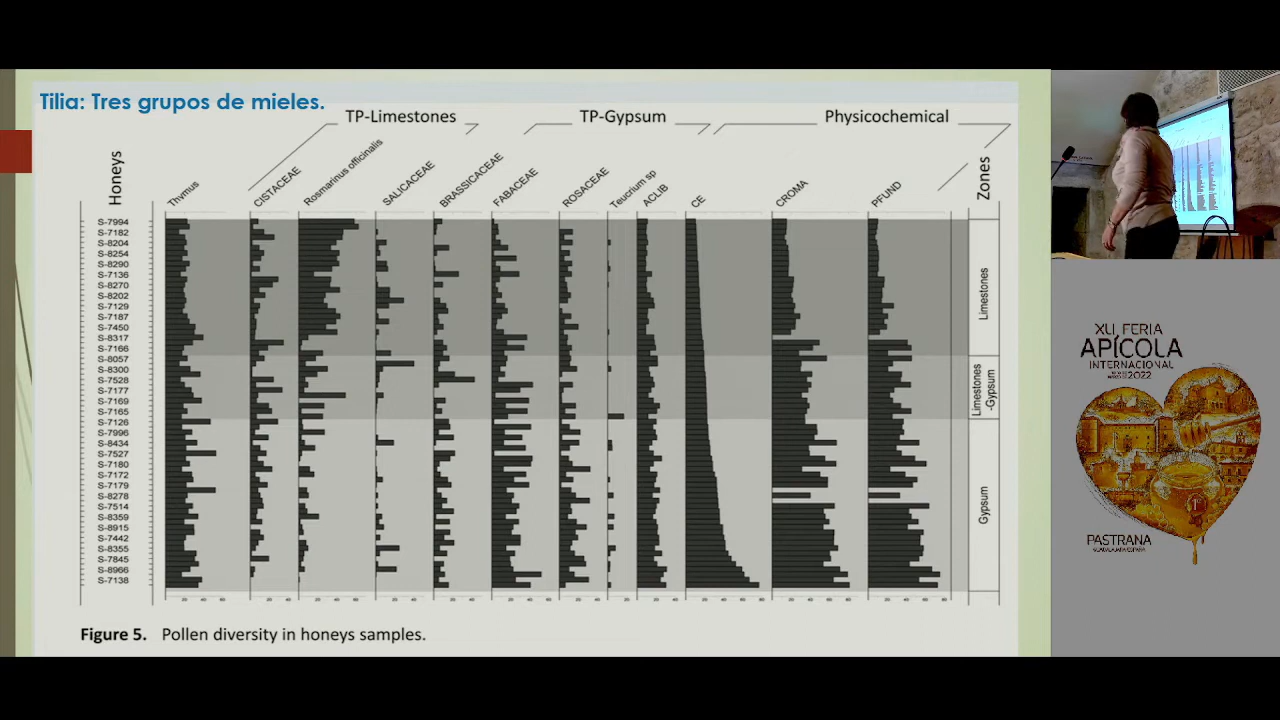 Tilia: Tres grupos de mieles.
TP-Limestones
TP-Gypsum
Physicochemical
Honeys
Thymus
CISTACEAE
Rosmarinus officinalis
SALICACEAE
BRASSICACEAE
FABACEAE
ROSACEAE
Teucrium sp
ACLIB
CE
CROMA
PFUND
Zones
S-7994
S-7182
S-8204
S-8254
S-8290
S-7136
S-8270
S-8202
S-7129
S-7187
S-7450
S-8317
S-7166
S-8057
S-8300
S-7528
S-7177
S-7169
S-7165
S-7126
S-7996
S-8434
S-7527
S-7180
S-7172
S-7179
S-8278
S-7514
S-8359
S-8915
S-7442
S-8355
S-7845
S-8966
S-7138
Limestones
Limestones
-Gypsum
Gypsum
Figure 5. Pollen diversity in honeys samples.
XLI FERIA
APÍCOLA
INTERNACIONAL
2022
PASTRANA
GUADALAJARA ESPAÑA